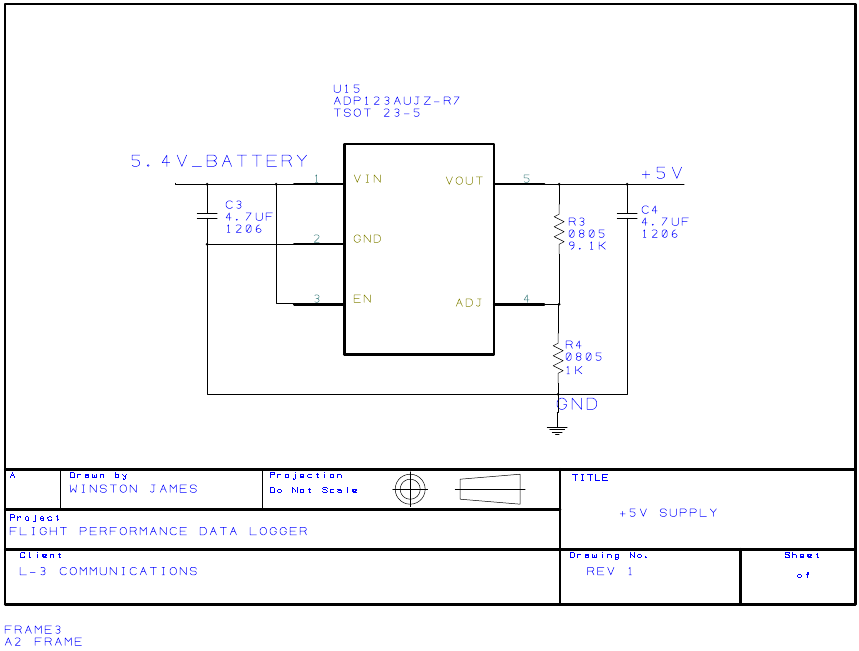 U15
ADP123AUJZ-R7
TSOT 23-5
5.4V_BATTERY
+5V
1
VIN
VOUT
5
C3
4.7UF
1206
C4
4.7UF
1206
R3
0805
9.1K
2
GND
3
EN
ADJ
4
R4
0805
1K
GND
A
Drawn by
WINSTON JAMES
Projection
Do Not Scale
TITLE
+5V SUPPLY
Project
FLIGHT PERFORMANCE DATA LOGGER
Client
L-3 COMMUNICATIONS
Drawing No.
REV 1
Sheet
of
FRAME3
A2 FRAME